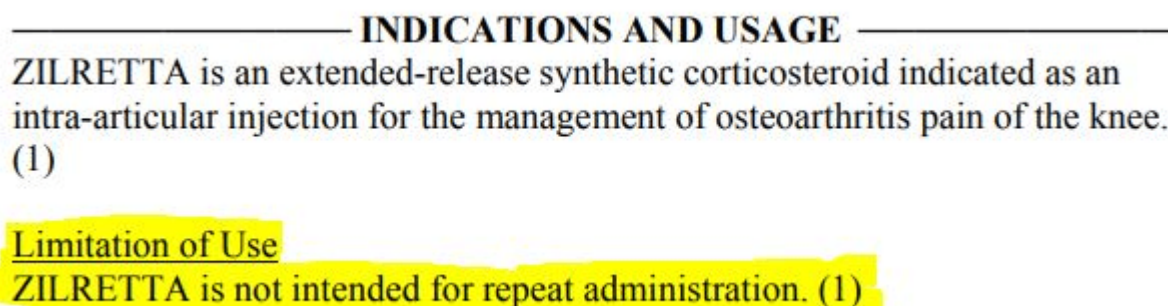 INDICATIONS AND USAGE
ZILRETTA is an extended-release synthetic corticosteroid indicated as an
intra-articular injection for the management of osteoarthritis pain of the knee.
(1)
Limitation of Use
ZILRETTA is not intended for repeat administration. (1)